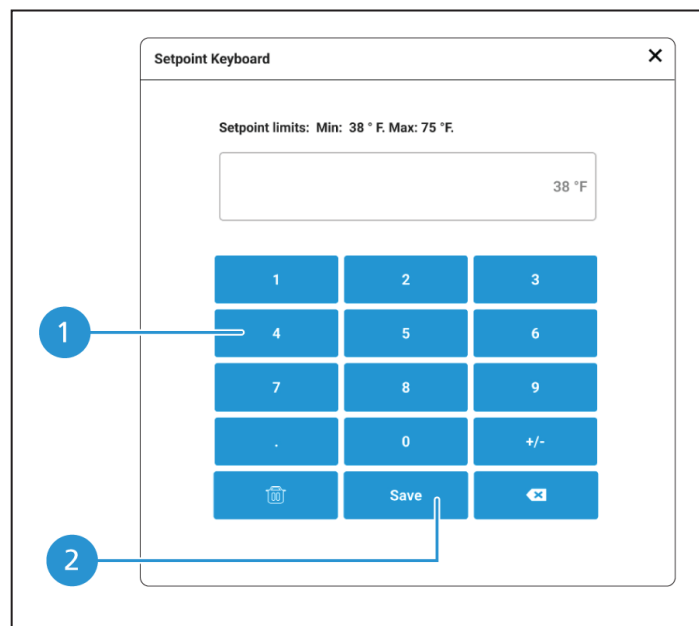 Setpoint Keyboard
Setpoint limits: Min: 38 ° F. Max: 75 °F.
38 °F
1 2 3
1
4 5 6
7 8 9
. 0 +/-
Save
2